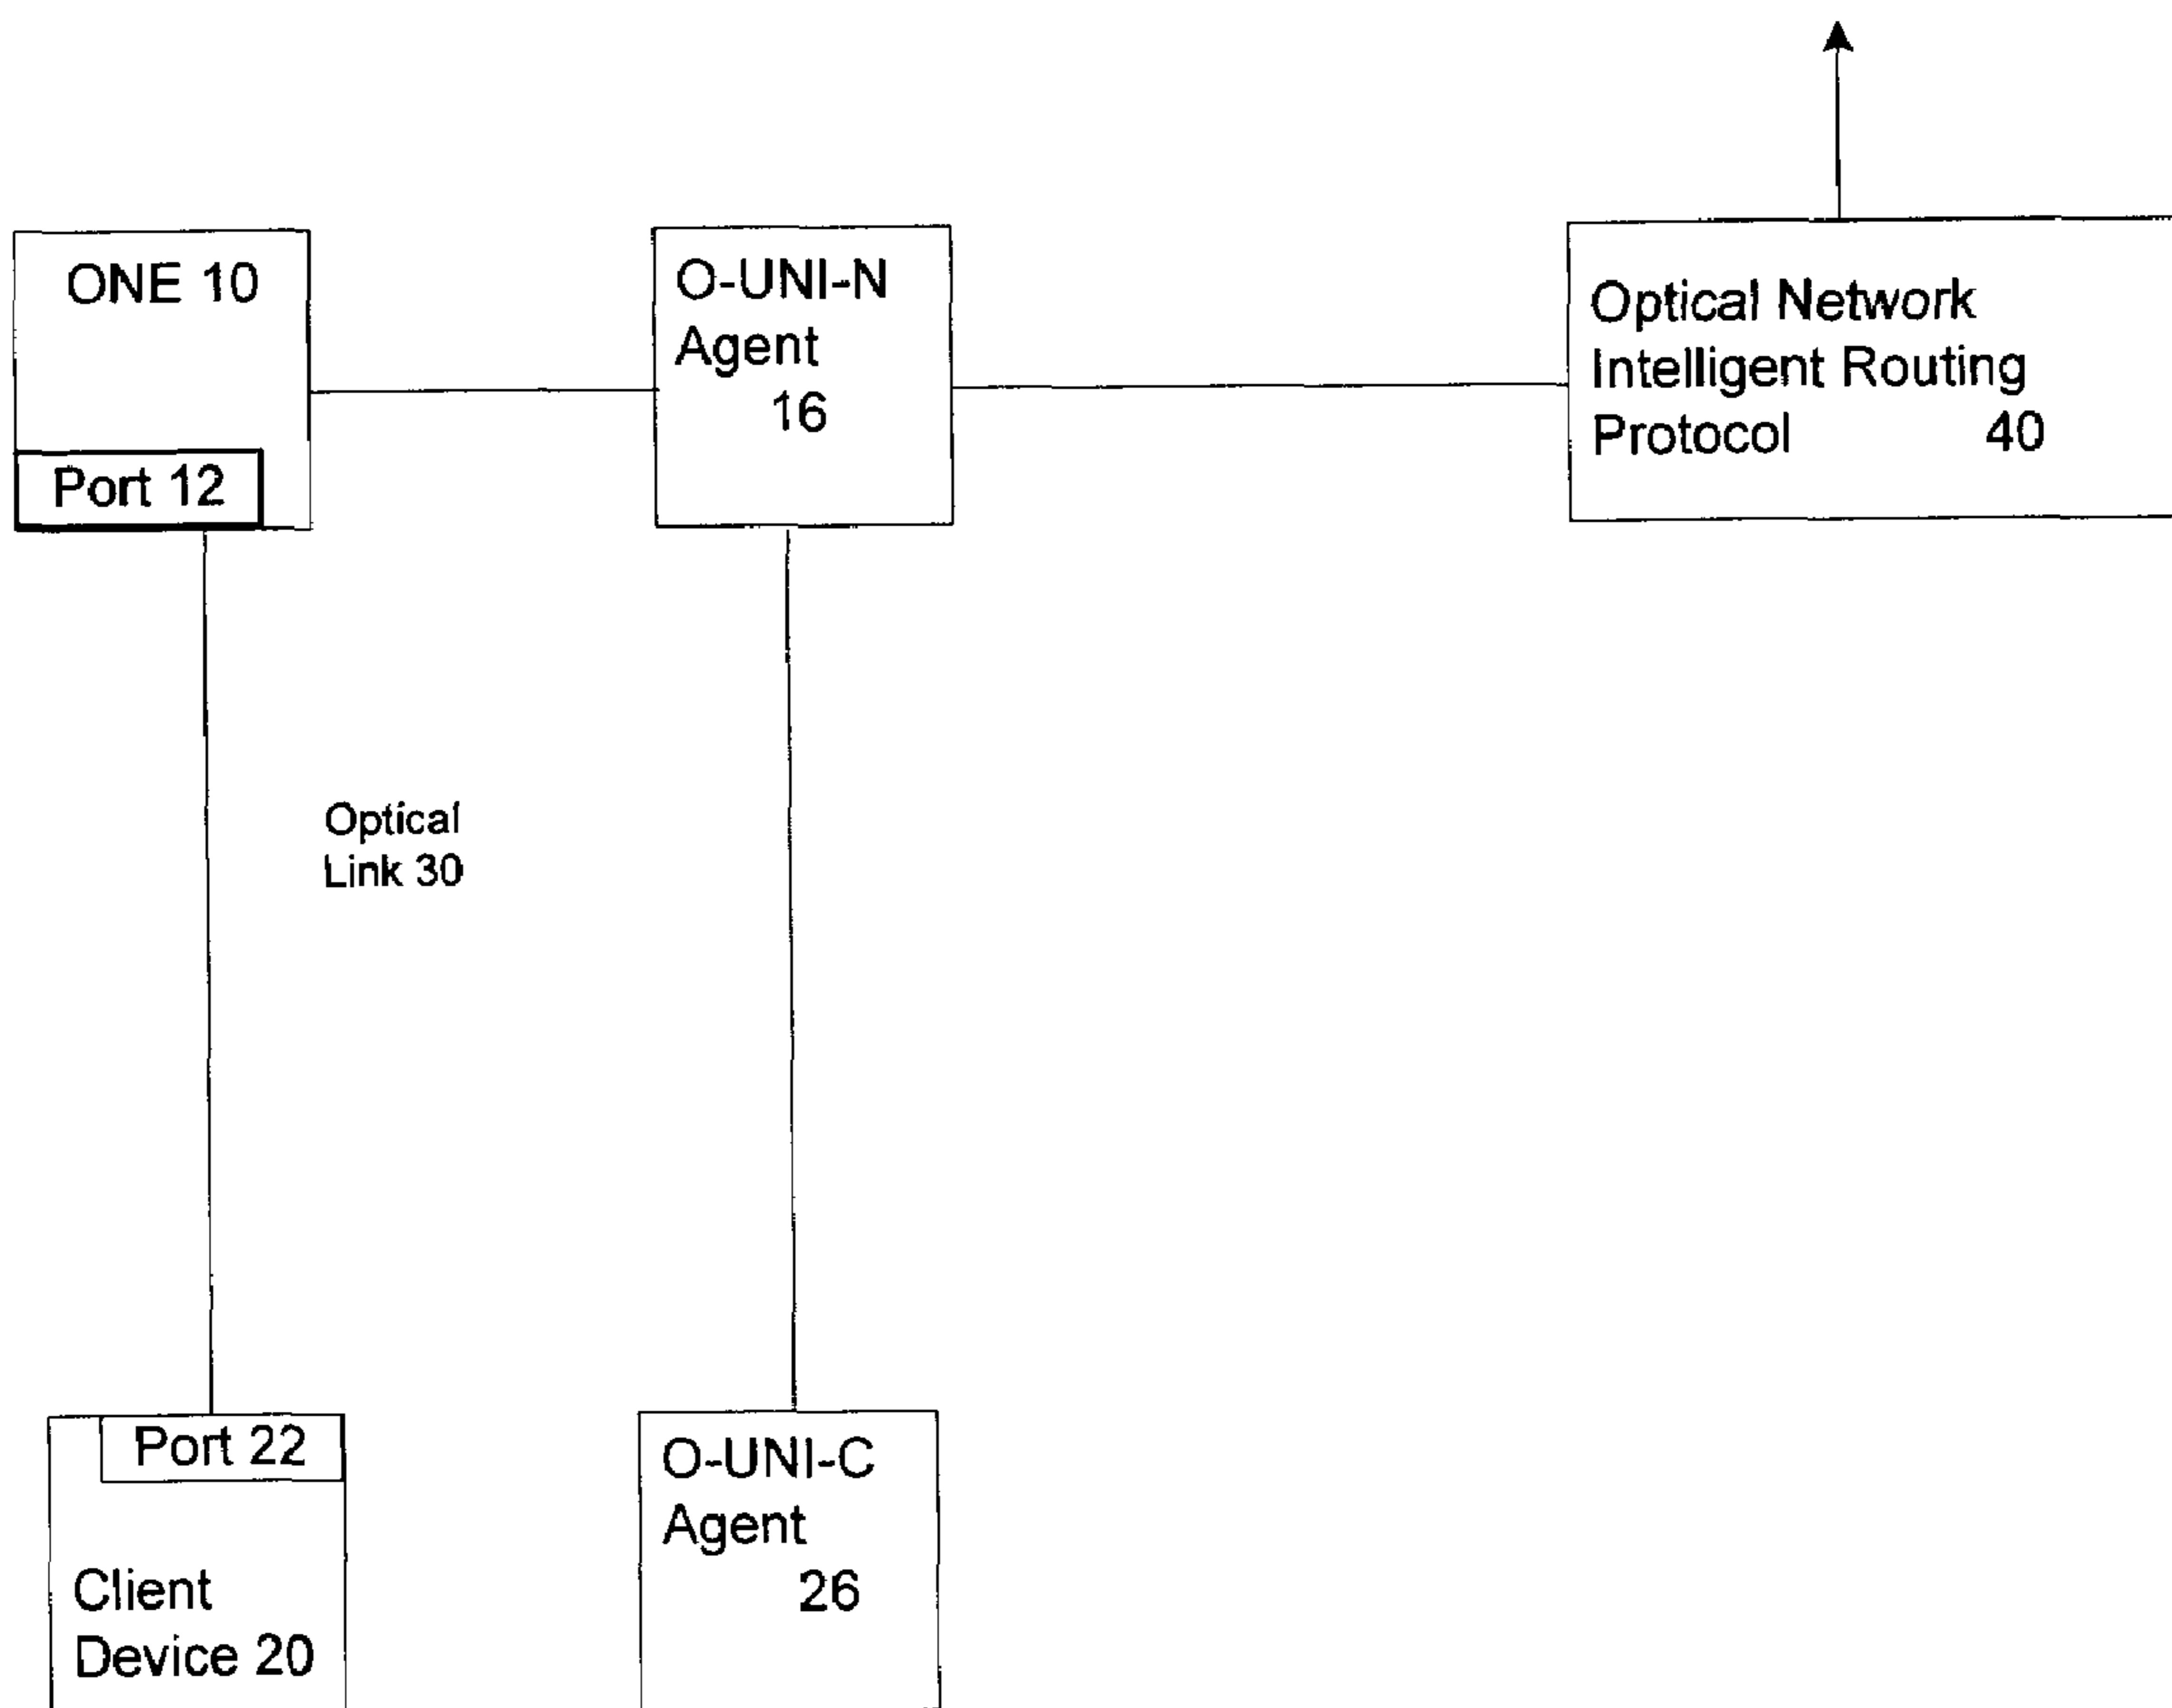 ONE 10
Port 12
O-UNI-N
Agent
16
Optical Network
Intelligent Routing
Protocol 40
Optical
Link 30
Port 22
Client
Device 20
O-UNI-C
Agent
26